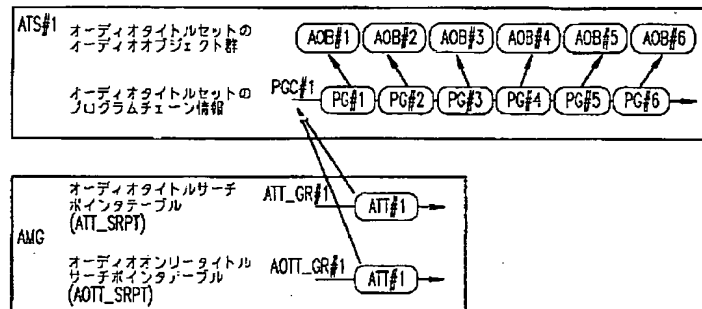 ATS#1
オーディオタイトルセットの
オーディオオブジェクト群
AOB#1 AOB#2 AOB#3 AOB#4 AOB#5 AOB#6
オーディオタイトルセットの
プログラムチェーン情報
PGC#1
PG#1 PG#2 PG#3 PG#4 PG#5 PG#6
AMG
オーディオタイトルサーチ
ポインタテーブル
(ATT_SRPT)
ATT_GR#1
ATT#1
オーディオオンリータイトル
サーチポインタテーブル
(AOTT_SRPT)
AOTT_GR#1
ATT#1